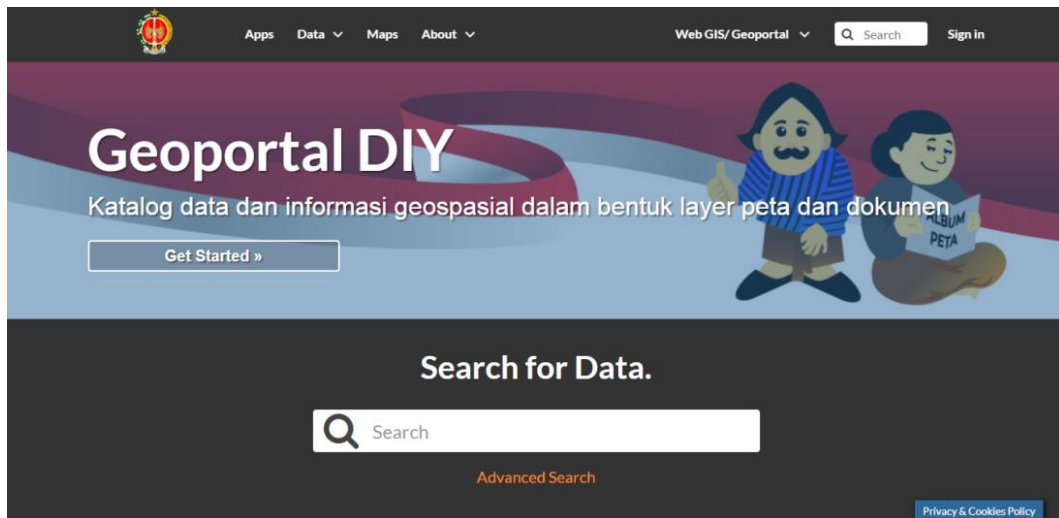 Apps Data Maps About Web GIS/ Geoportal Search Sign in
Geoportal DIY
Katalog data dan informasi geospasial dalam bentuk layer peta dan dokumen
ALBUM
PETA
Get Started »
Search for Data.
Search
Advanced Search
Privacy & Cookies Policy